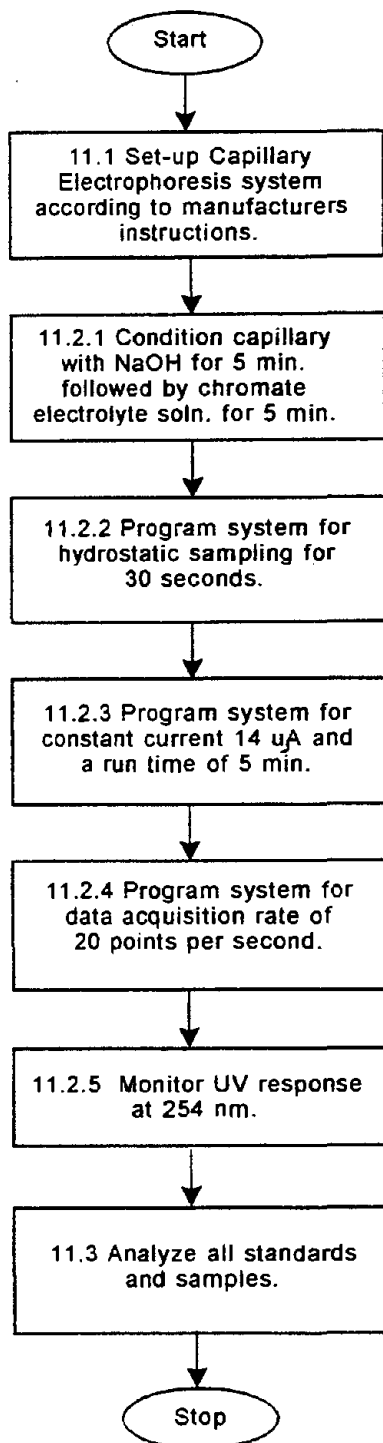 Start
11.1 Set-up Capillary
Electrophoresis system
according to manufacturers
instructions.
11.2.1 Condition capillary
with NaOH for 5 min.
followed by chromate
electrolyte soln. for 5 min.
11.2.2 Program system for
hydrostatic sampling for
30 seconds.
11.2.3 Program system for
constant current 14 uA and
a run time of 5 min.
11.2.4 Program system for
data acquisition rate of
20 points per second.
11.2.5 Monitor UV response
at 254 nm.
11.3 Analyze all standards
and samples.
Stop